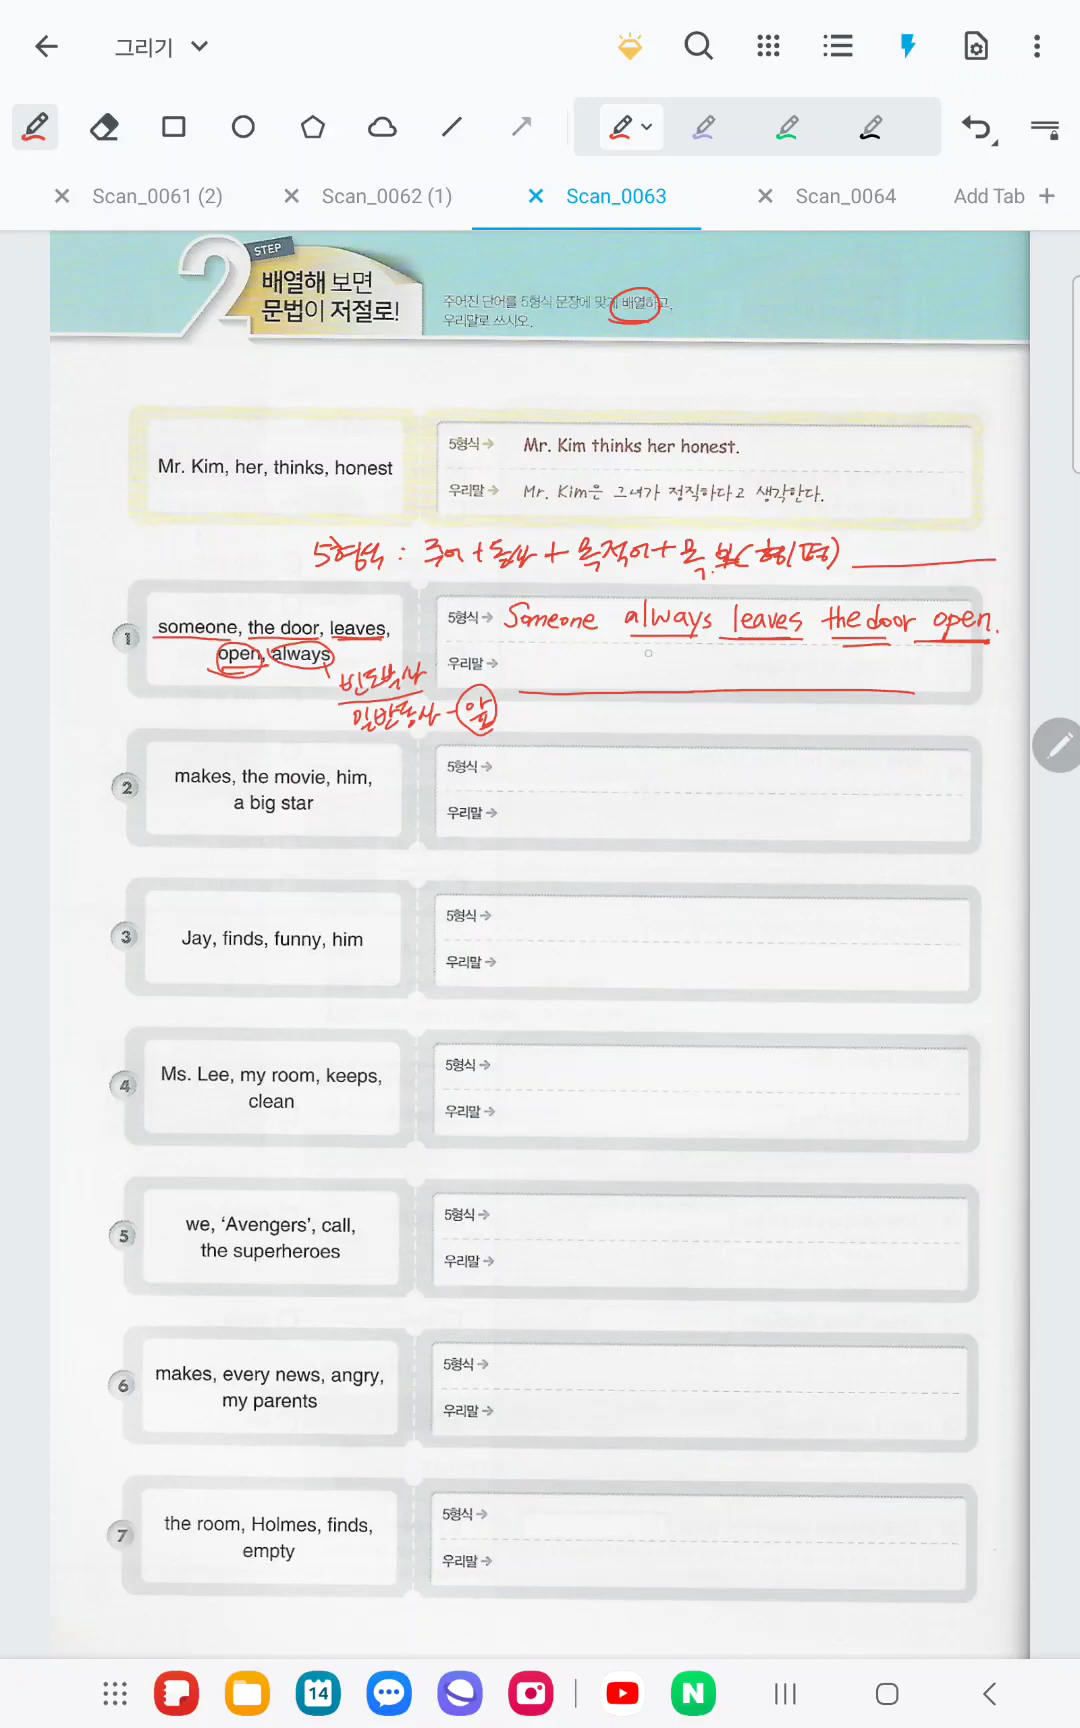 그리기
Scan_0061 (2)
Scan_0062 (1)
Scan_0063
Scan_0064
Add Tab
2
STEP
배열해 보면
문법이 저절로!
주어진 단어를 5형식 문장에 맞게 배열하고,
우리말로 쓰시오.
Mr. Kim, her, thinks, honest
5형식 → Mr. Kim thinks her honest.
우리말 → Mr. Kim은 그녀가 정직하다고 생각한다.
5형식 : 주어 + 동사 + 목적어 + 목.보(형/명)
1
someone, the door, leaves,
open, always
5형식 → Someone always leaves the door open.
우리말 →
빈도부사
일반동사 - 앞
2
makes, the movie, him,
a big star
5형식 →
우리말 →
3
Jay, finds, funny, him
5형식 →
우리말 →
4
Ms. Lee, my room, keeps,
clean
5형식 →
우리말 →
5
we, ‘Avengers’, call,
the superheroes
5형식 →
우리말 →
6
makes, every news, angry,
my parents
5형식 →
우리말 →
7
the room, Holmes, finds,
empty
5형식 →
우리말 →
14
N